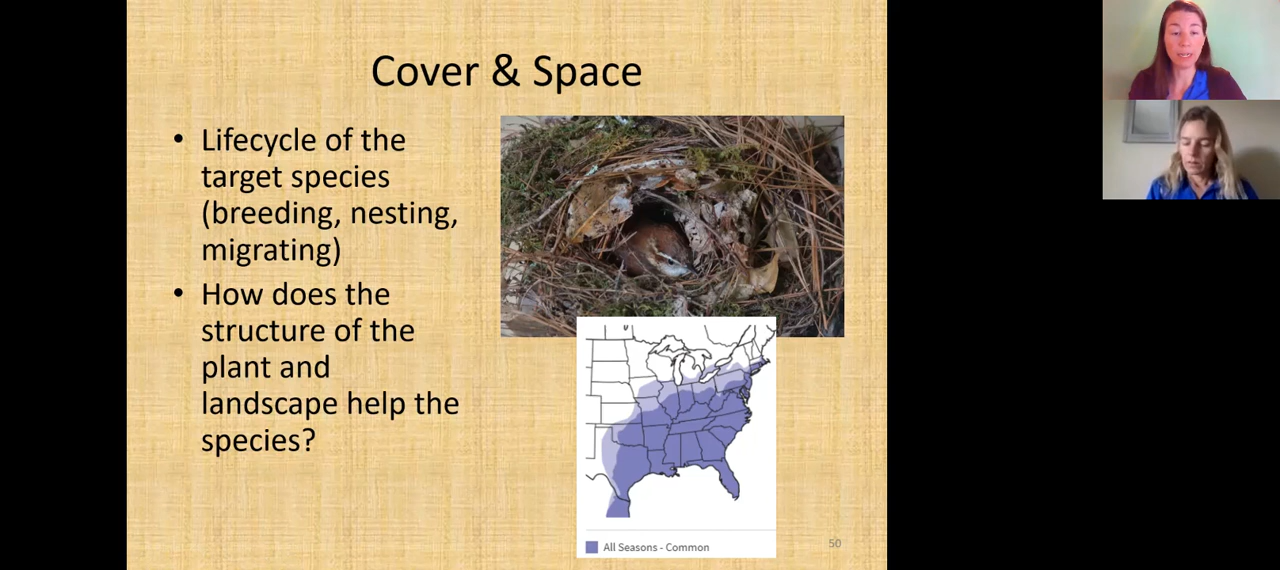 Cover & Space
• Lifecycle of the
target species
(breeding, nesting,
migrating)
• How does the
structure of the
plant and
landscape help the
species?
All Seasons - Common
50